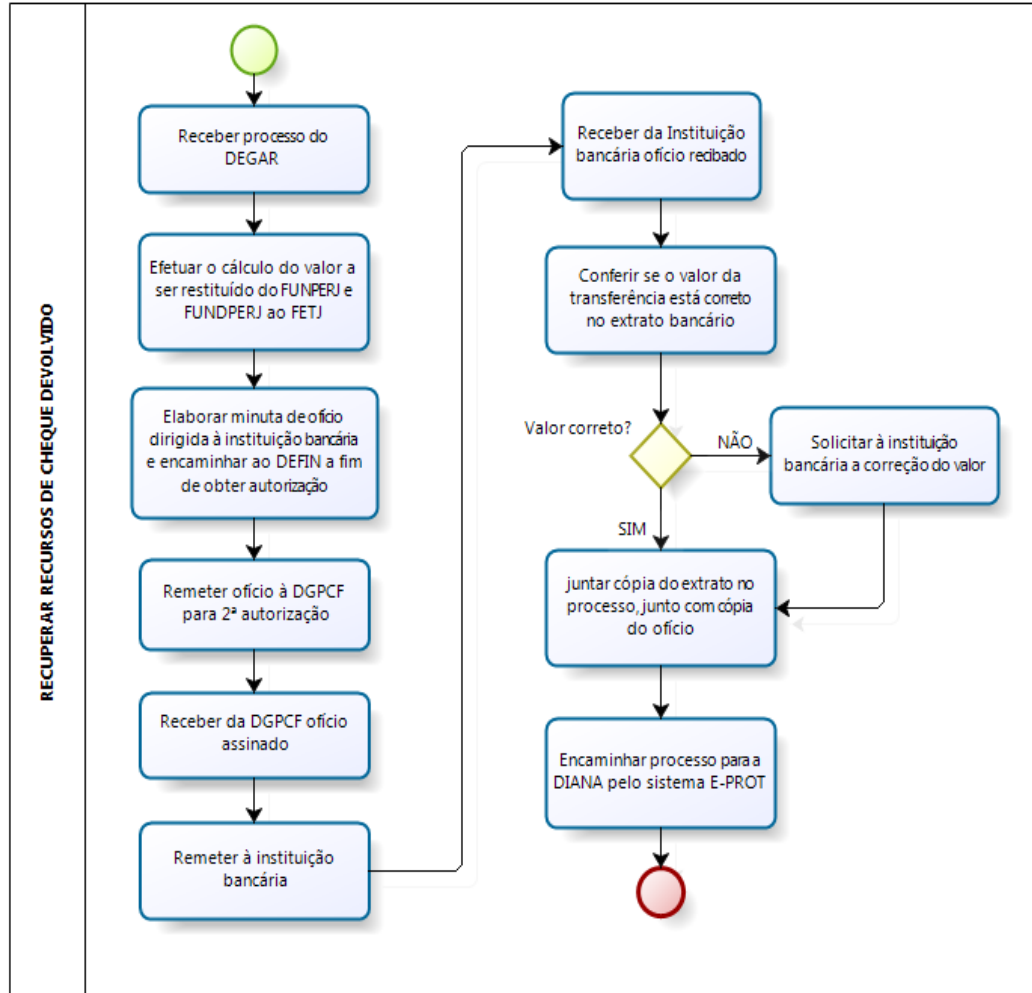 RECUPERAR RECURSOS DE CHEQUE DEVOLVIDO
Receber processo do
DEGAR
Efetuar o cálculo do valor a
ser restituído do FUNPERJ e
FUNDPERJ ao FETJ
Elaborar minuta de ofício
dirigida à instituição bancária
e encaminhar ao DEFIN a fim
de obter autorização
Remeter ofício à DGPCF
para 2ª autorização
Receber da DGPCF ofício
assinado
Remeter à instituição
bancária
Receber da Instituição
bancária ofício recibado
Conferir se o valor da
transferência está correto
no extrato bancário
Valor correto?
NÃO
Solicitar à instituição
bancária a correção do valor
SIM
juntar cópia do extrato no
processo, junto com cópia
do ofício
Encaminhar processo para a
DIANA pelo sistema E-PROT